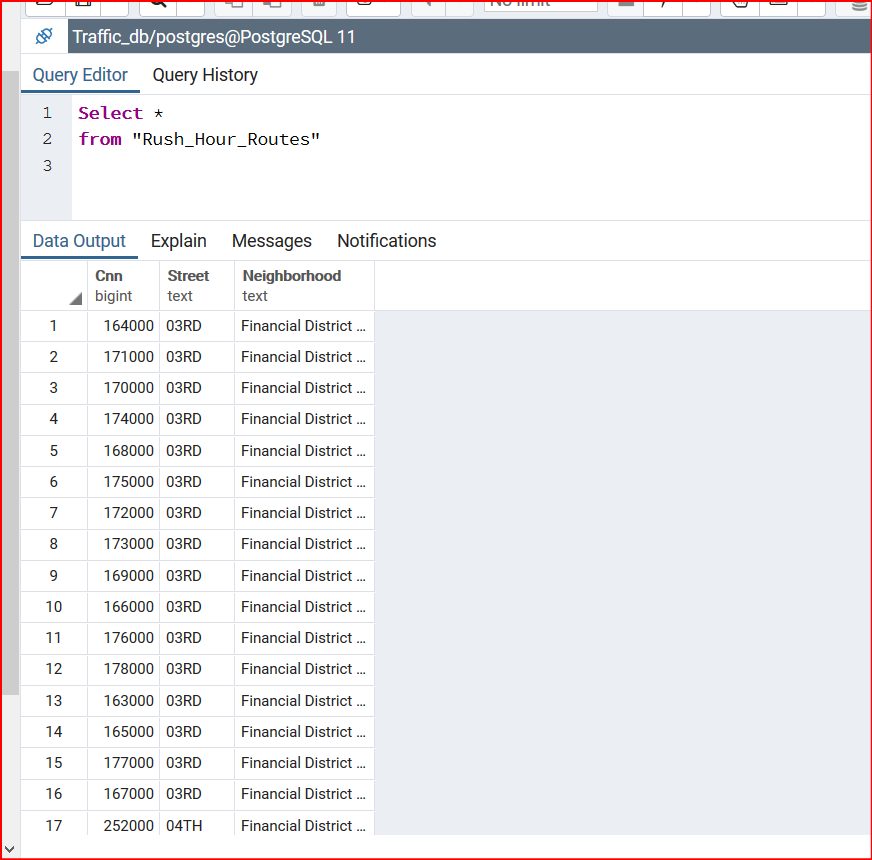 No limit
Traffic_db/postgres@PostgreSQL 11
Query Editor Query History
1 Select *
2 from "Rush_Hour_Routes"
3
Data Output Explain Messages Notifications
Cnn Street Neighborhood
bigint text text
1 164000 03RD Financial District ...
2 171000 03RD Financial District ...
3 170000 03RD Financial District ...
4 174000 03RD Financial District ...
5 168000 03RD Financial District ...
6 175000 03RD Financial District ...
7 172000 03RD Financial District ...
8 173000 03RD Financial District ...
9 169000 03RD Financial District ...
10 166000 03RD Financial District ...
11 176000 03RD Financial District ...
12 178000 03RD Financial District ...
13 163000 03RD Financial District ...
14 165000 03RD Financial District ...
15 177000 03RD Financial District ...
16 167000 03RD Financial District ...
17 252000 04TH Financial District ...